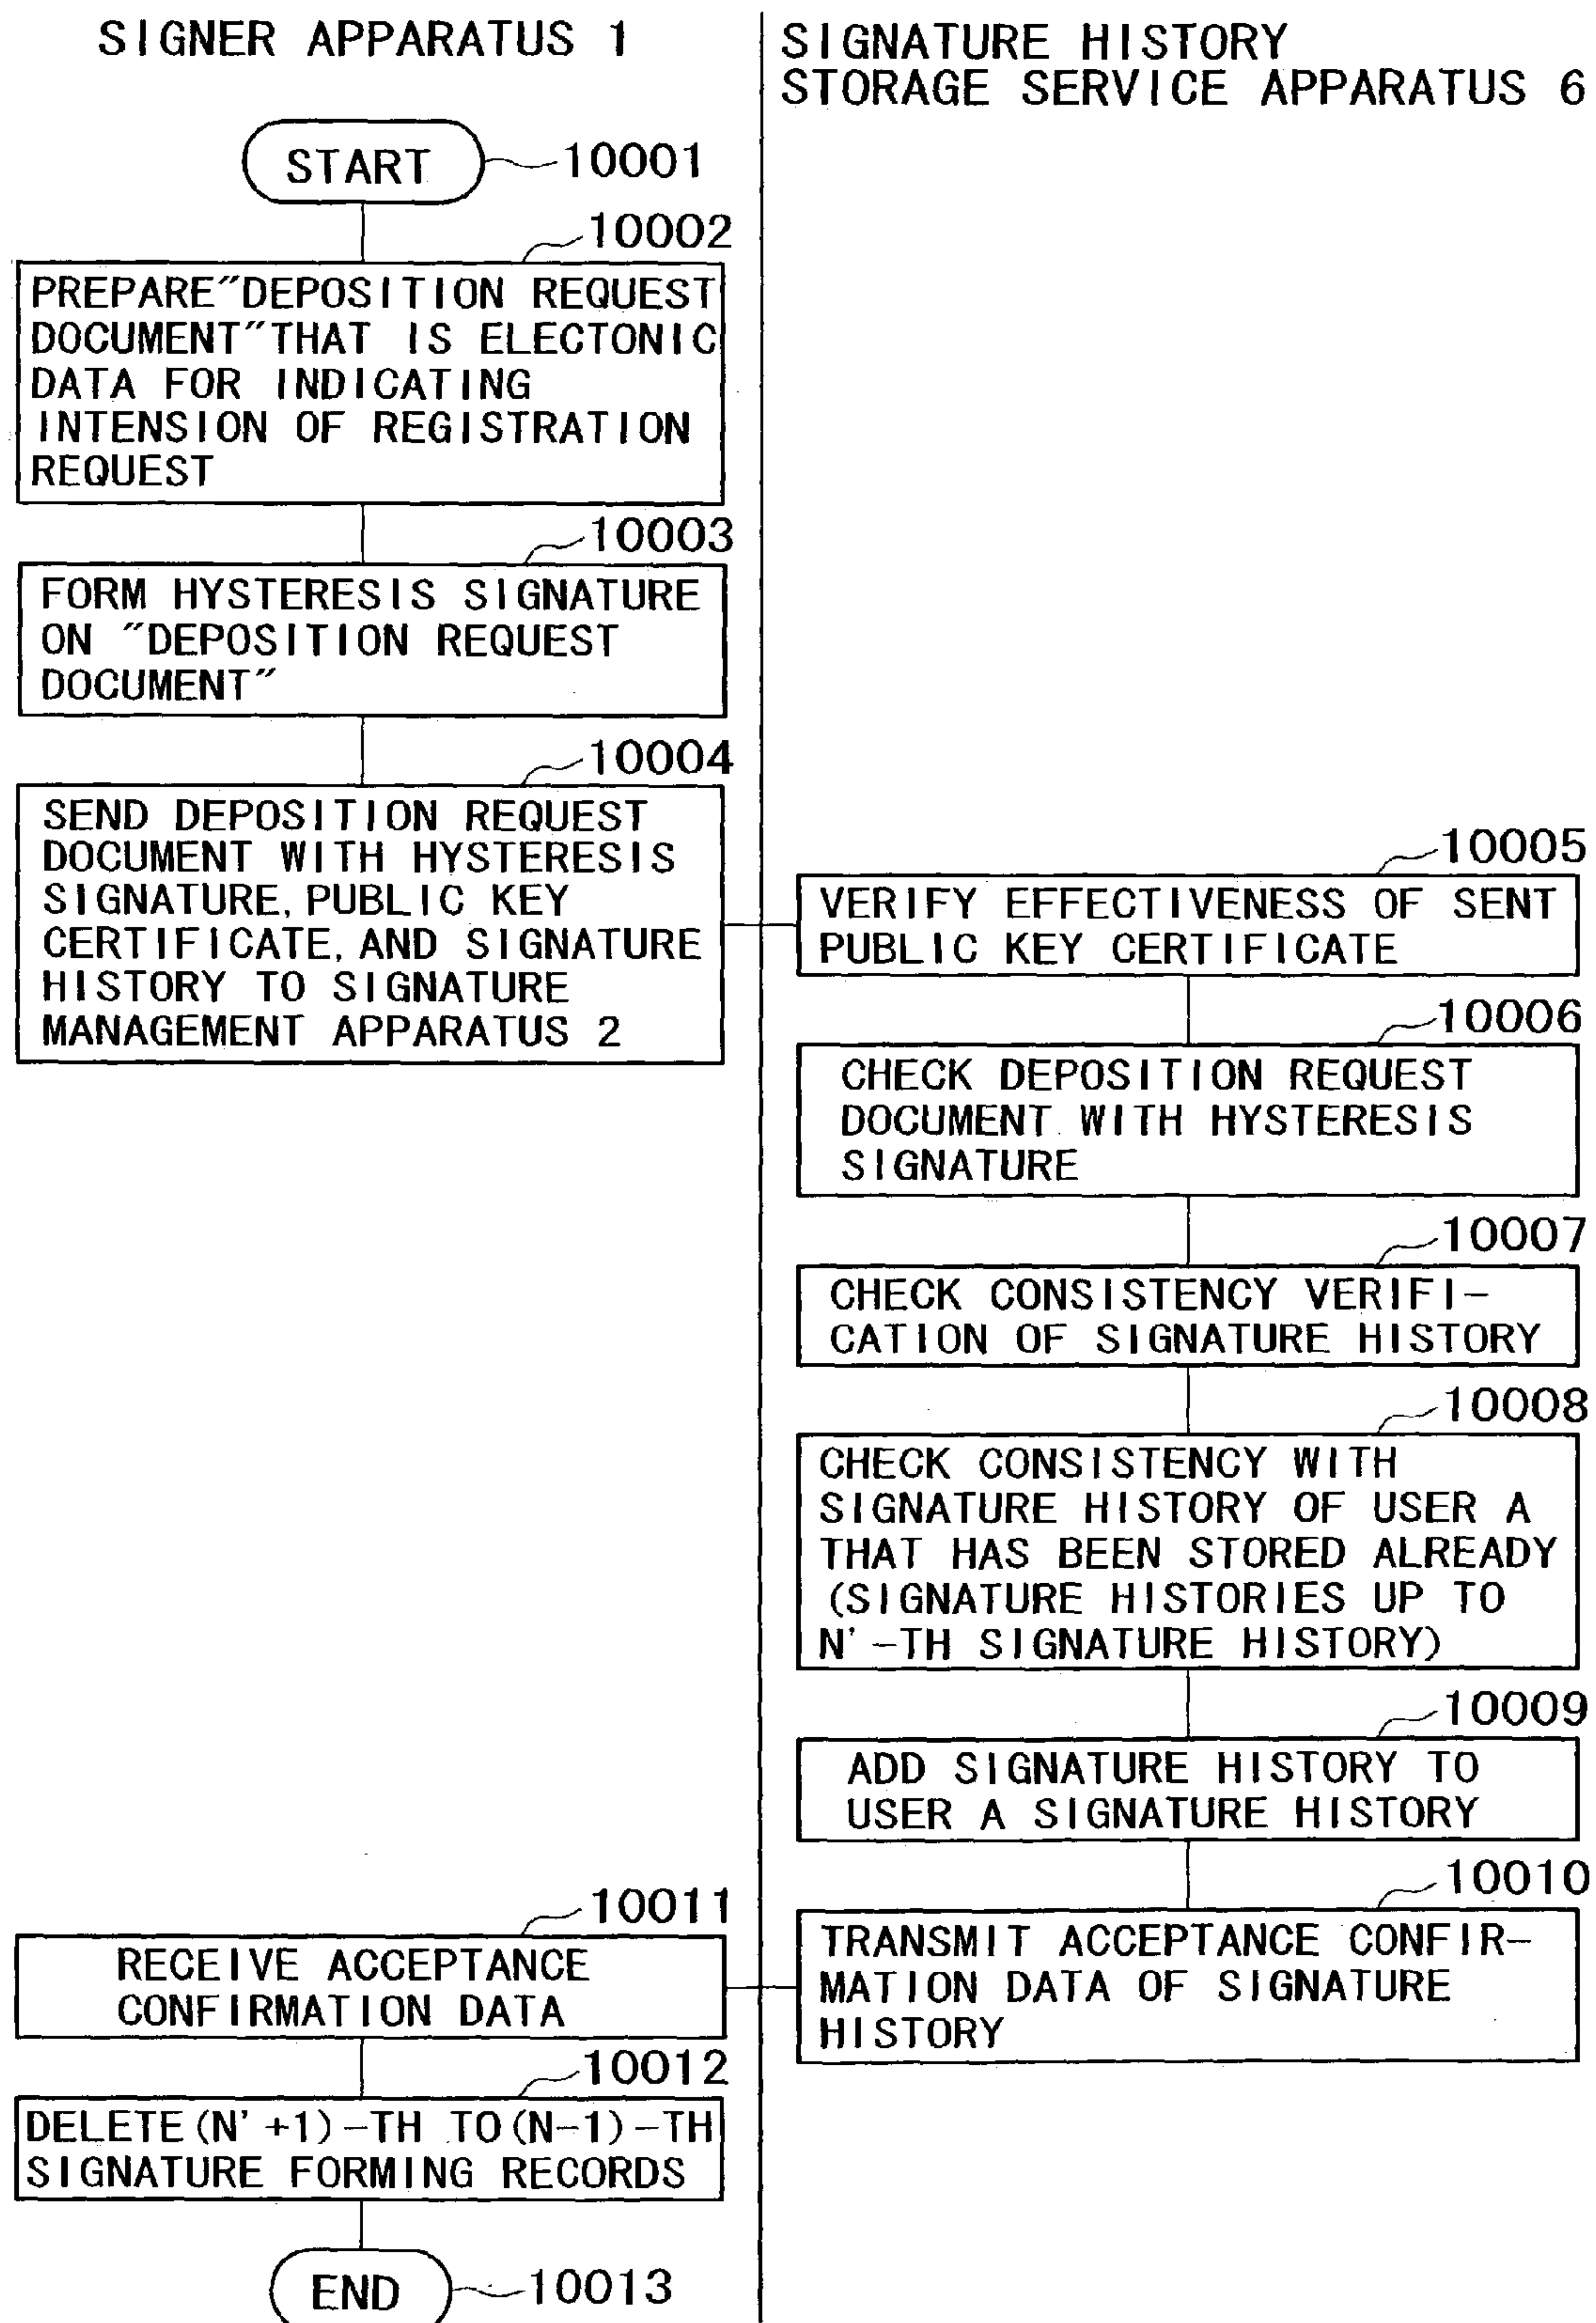 SIGNER APPARATUS 1
SIGNATURE HISTORY
STORAGE SERVICE APPARATUS 6
START
10001
10002
PREPARE"DEPOSITION REQUEST
DOCUMENT"THAT IS ELECTONIC
DATA FOR INDICATING
INTENSION OF REGISTRATION
REQUEST
10003
FORM HYSTERESIS SIGNATURE
ON "DEPOSITION REQUEST
DOCUMENT"
10004
SEND DEPOSITION REQUEST
DOCUMENT WITH HYSTERESIS
SIGNATURE, PUBLIC KEY
CERTIFICATE, AND SIGNATURE
HISTORY TO SIGNATURE
MANAGEMENT APPARATUS 2
10005
VERIFY EFFECTIVENESS OF SENT
PUBLIC KEY CERTIFICATE
10006
CHECK DEPOSITION REQUEST
DOCUMENT WITH HYSTERESIS
SIGNATURE
10007
CHECK CONSISTENCY VERIFI-
CATION OF SIGNATURE HISTORY
10008
CHECK CONSISTENCY WITH
SIGNATURE HISTORY OF USER A
THAT HAS BEEN STORED ALREADY
(SIGNATURE HISTORIES UP TO
N'-TH SIGNATURE HISTORY)
10009
ADD SIGNATURE HISTORY TO
USER A SIGNATURE HISTORY
10010
TRANSMIT ACCEPTANCE CONFIR-
MATION DATA OF SIGNATURE
HISTORY
10011
RECEIVE ACCEPTANCE
CONFIRMATION DATA
10012
DELETE(N'+1)-TH TO(N-1)-TH
SIGNATURE FORMING RECORDS
END
10013